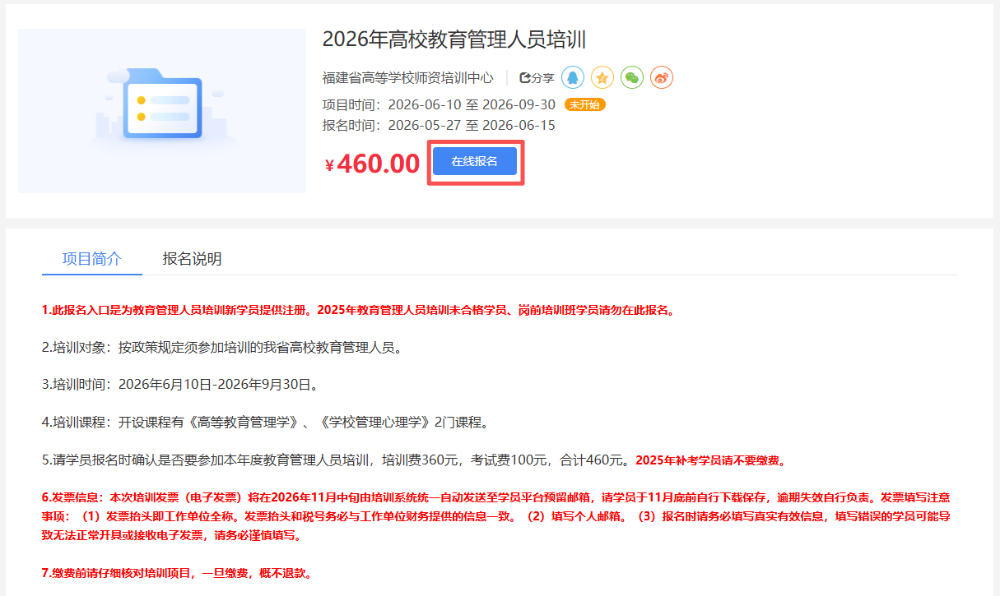 2026年高校教育管理人员培训
福建省高等学校师资培训中心 分享
项目时间：2026-06-10 至 2026-09-30 未开始
报名时间：2026-05-27 至 2026-06-15
¥460.00 在线报名
项目简介 报名说明
1.此报名入口是为教育管理人员培训新学员提供注册。2025年教育管理人员培训未合格学员、岗前培训班学员请勿在此报名。
2.培训对象：按政策规定须参加培训的我省高校教育管理人员。
3.培训时间：2026年6月10日-2026年9月30日。
4.培训课程：开设课程有《高等教育管理学》、《学校管理心理学》2门课程。
5.请学员报名时确认是否要参加本年度教育管理人员培训，培训费360元，考试费100元，合计460元。2025年补考学员请不要缴费。
6.发票信息：本次培训发票（电子发票）将在2026年11月中旬由培训系统统一自动发送至学员平台预留邮箱，请学员于11月底前自行下载保存，逾期失效自行负责。发票填写注意
事项：（1）发票抬头即工作单位全称。发票抬头和税号务必与工作单位财务提供的信息一致。（2）填写个人邮箱。（3）报名时请务必填写真实有效信息，填写错误的学员可能导
致无法正常开具或接收电子发票，请务必谨慎填写。
7.缴费前请仔细核对培训项目，一旦缴费，概不退款。